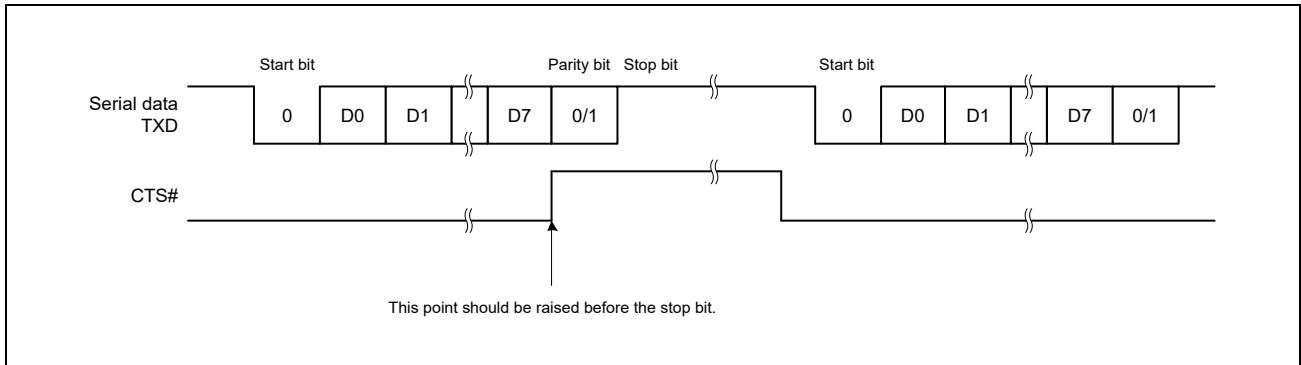 Start bit Parity bit Stop bit Start bit
Serial data
TXD
0 D0 D1 D7 0/1 0 D0 D1 D7 0/1
CTS#
This point should be raised before the stop bit.